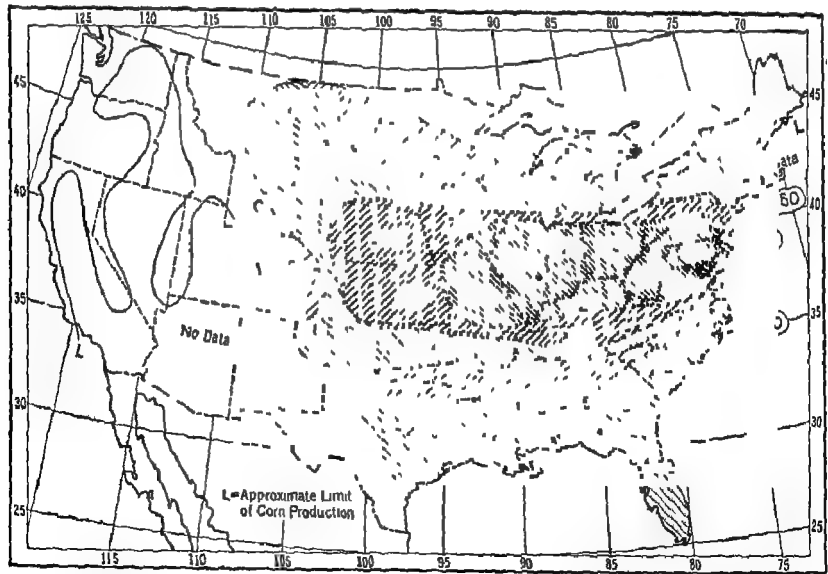 125 120 115 110 105 100 95 90 85 80 75 70
45
45
L
ata
40
60
40
L
35
35
No Data
L
30
30
L=Approximate Limit
of Corn Production
25
25
115 110 105 100 95 90 85 80 75